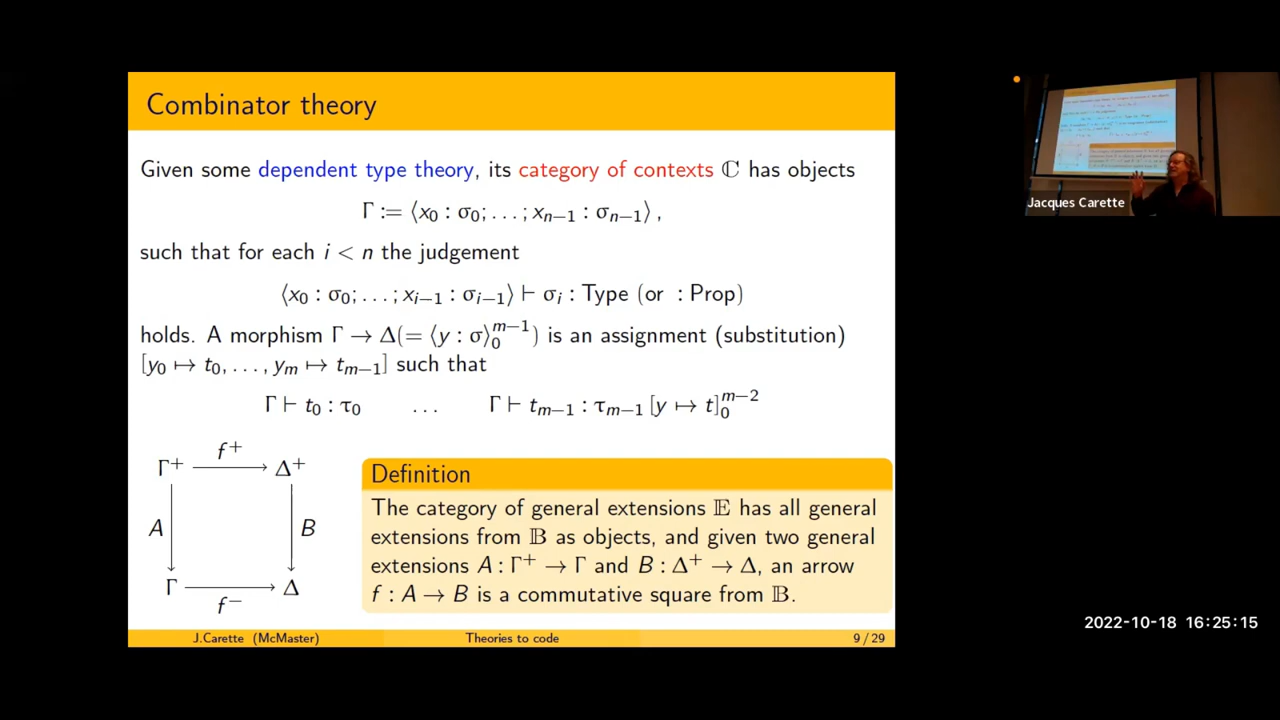 Combinator theory
Given some dependent type theory, its category of contexts ℂ has objects
Γ := ⟨x₀ : σ₀; . . . ; xₙ₋₁ : σₙ₋₁⟩ ,
such that for each i < n the judgement
⟨x₀ : σ₀; . . . ; xᵢ₋₁ : σᵢ₋₁⟩ ⊢ σᵢ : Type (or : Prop)
holds. A morphism Γ → Δ(= ⟨y : σ⟩₀^{m−1}) is an assignment (substitution)
[y₀ ↦ t₀, . . . , yₘ ↦ tₘ₋₁] such that
Γ ⊢ t₀ : τ₀ . . . Γ ⊢ tₘ₋₁ : τₘ₋₁ [y ↦ t]₀^{m−2}
f⁺
Γ⁺ Δ⁺
A B
Γ Δ
f⁻
Definition
The category of general extensions 𝔼 has all general
extensions from 𝔹 as objects, and given two general
extensions A : Γ⁺ → Γ and B : Δ⁺ → Δ, an arrow
f : A → B is a commutative square from 𝔹.
J.Carette (McMaster) Theories to code 9 / 29
Jacques Carette
2022-10-18 16:25:15